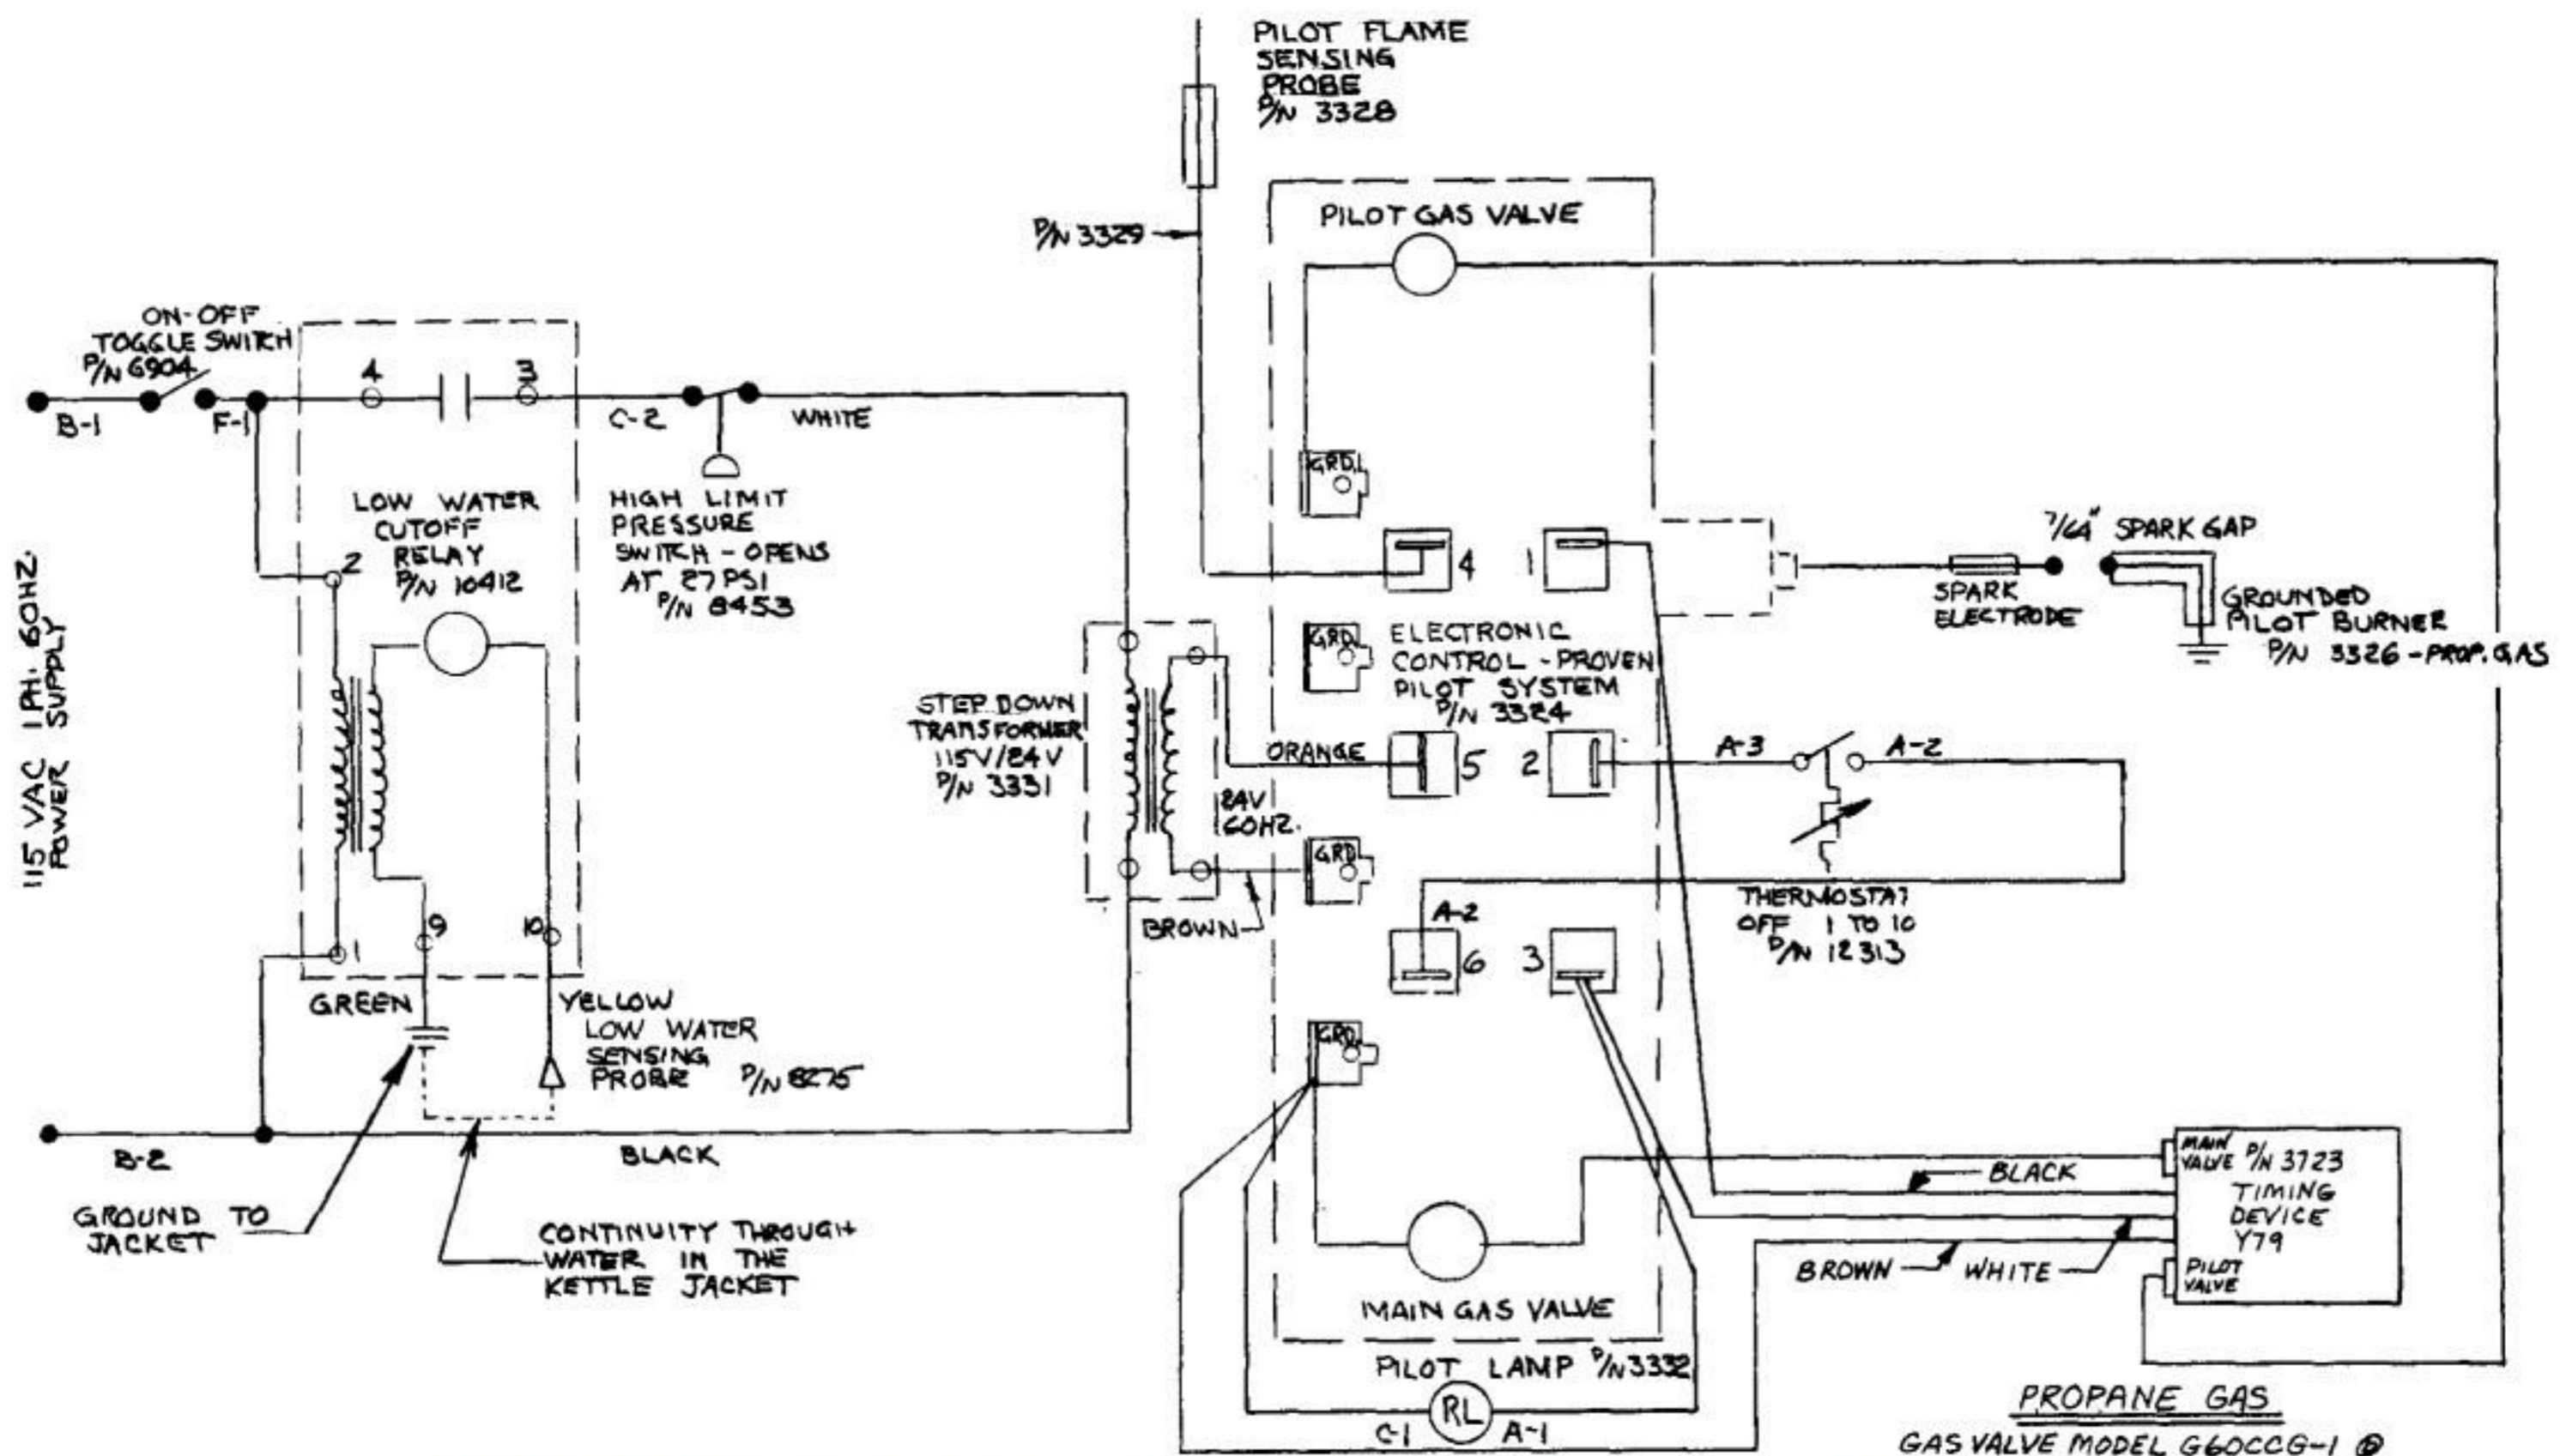 PILOT FLAME
SENSING
PROBE
P/N 3328
P/N 3329
PILOT GAS VALVE
ON-OFF
TOGGLE SWITCH
P/N 6904
B-1
F-1
4
3
C-2
WHITE
LOW WATER
CUTOFF
RELAY
P/N 10412
2
HIGH LIMIT
PRESSURE
SWITCH - OPENS
AT 27 PSI
P/N 8453
115 VAC 1 PH. 60HZ.
POWER SUPPLY
GRD.
4
1
7/64" SPARK GAP
SPARK
ELECTRODE
GROUNDED
PILOT BURNER
P/N 3326 - PROP. GAS
GRD.
ELECTRONIC
CONTROL - PROVEN
PILOT SYSTEM
P/N 3324
STEP DOWN
TRANSFORMER
115V/24V
P/N 3331
ORANGE
5
2
A-3
A-2
24V
60HZ.
GRD.
BROWN
THERMOSTAT
OFF 1 TO 10
P/N 12313
A-2
6
3
9
10
1
GREEN
YELLOW
LOW WATER
SENSING
PROBE P/N 8275
GRD.
B-2
BLACK
GROUND TO
JACKET
CONTINUITY THROUGH
WATER IN THE
KETTLE JACKET
MAIN
VALVE P/N 3723
TIMING
DEVICE
Y79
PILOT
VALVE
BLACK
BROWN
WHITE
MAIN GAS VALVE
PILOT LAMP P/N 3332
RL
C-1
A-1
PROPANE GAS
GAS VALVE MODEL G60CCG-1